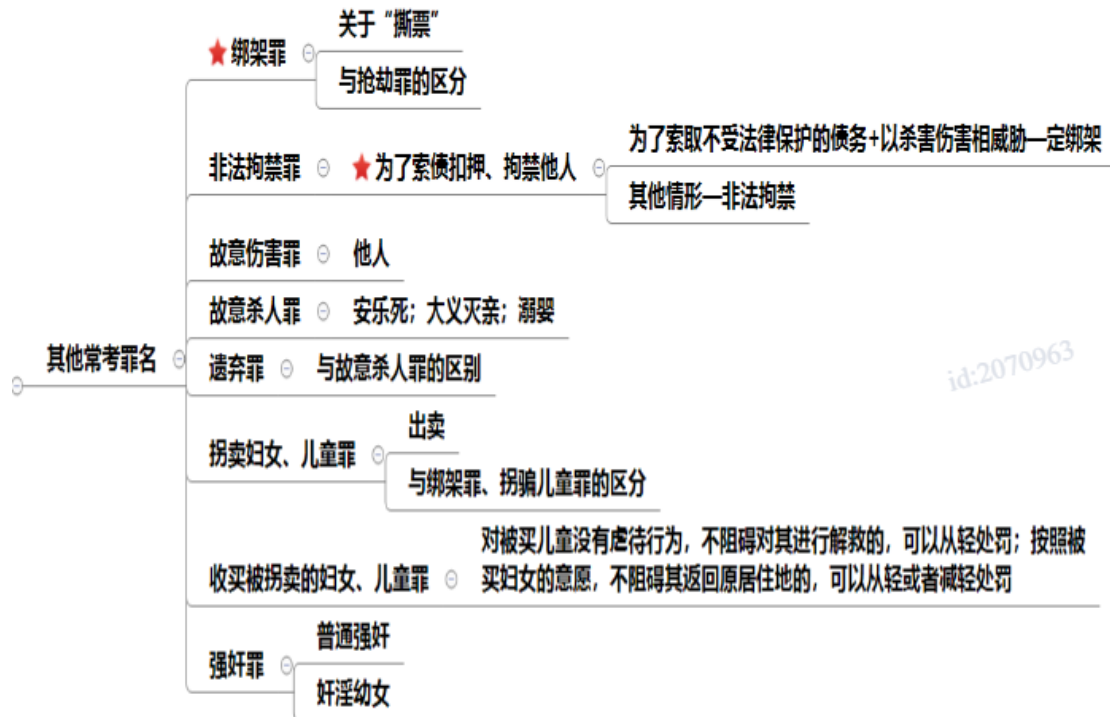 关于“撕票”
绑架罪
与抢劫罪的区分
为了索取不受法律保护的债务+以杀害伤害相威胁—定绑架
非法拘禁罪
为了索债扣押、拘禁他人
其他情形—非法拘禁
故意伤害罪
他人
故意杀人罪
安乐死；大义灭亲；溺婴
其他常考罪名
遗弃罪
与故意杀人罪的区别
id:2070963
出卖
拐卖妇女、儿童罪
与绑架罪、拐骗儿童罪的区分
对被买儿童没有虐待行为，不阻碍对其进行解救的，可以从轻处罚；按照被
收买被拐卖的妇女、儿童罪
买妇女的意愿，不阻碍其返回原居住地的，可以从轻或者减轻处罚
普通强奸
强奸罪
奸淫幼女